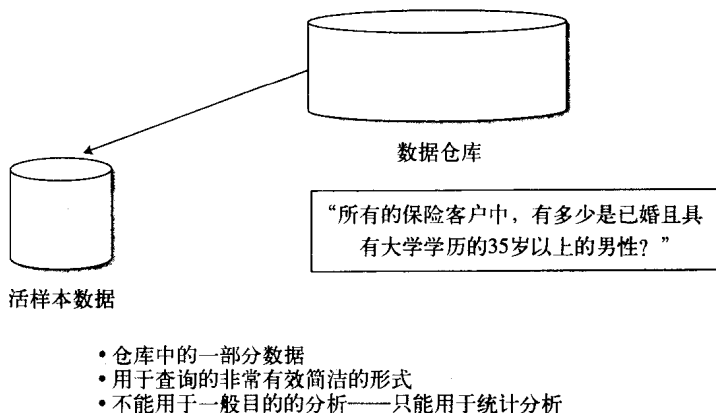 数据仓库
“所有的保险客户中，有多少是已婚且具
有大学学历的35岁以上的男性？”
活样本数据
• 仓库中的一部分数据
• 用于查询的非常有效简洁的形式
• 不能用于一般目的的分析——只能用于统计分析